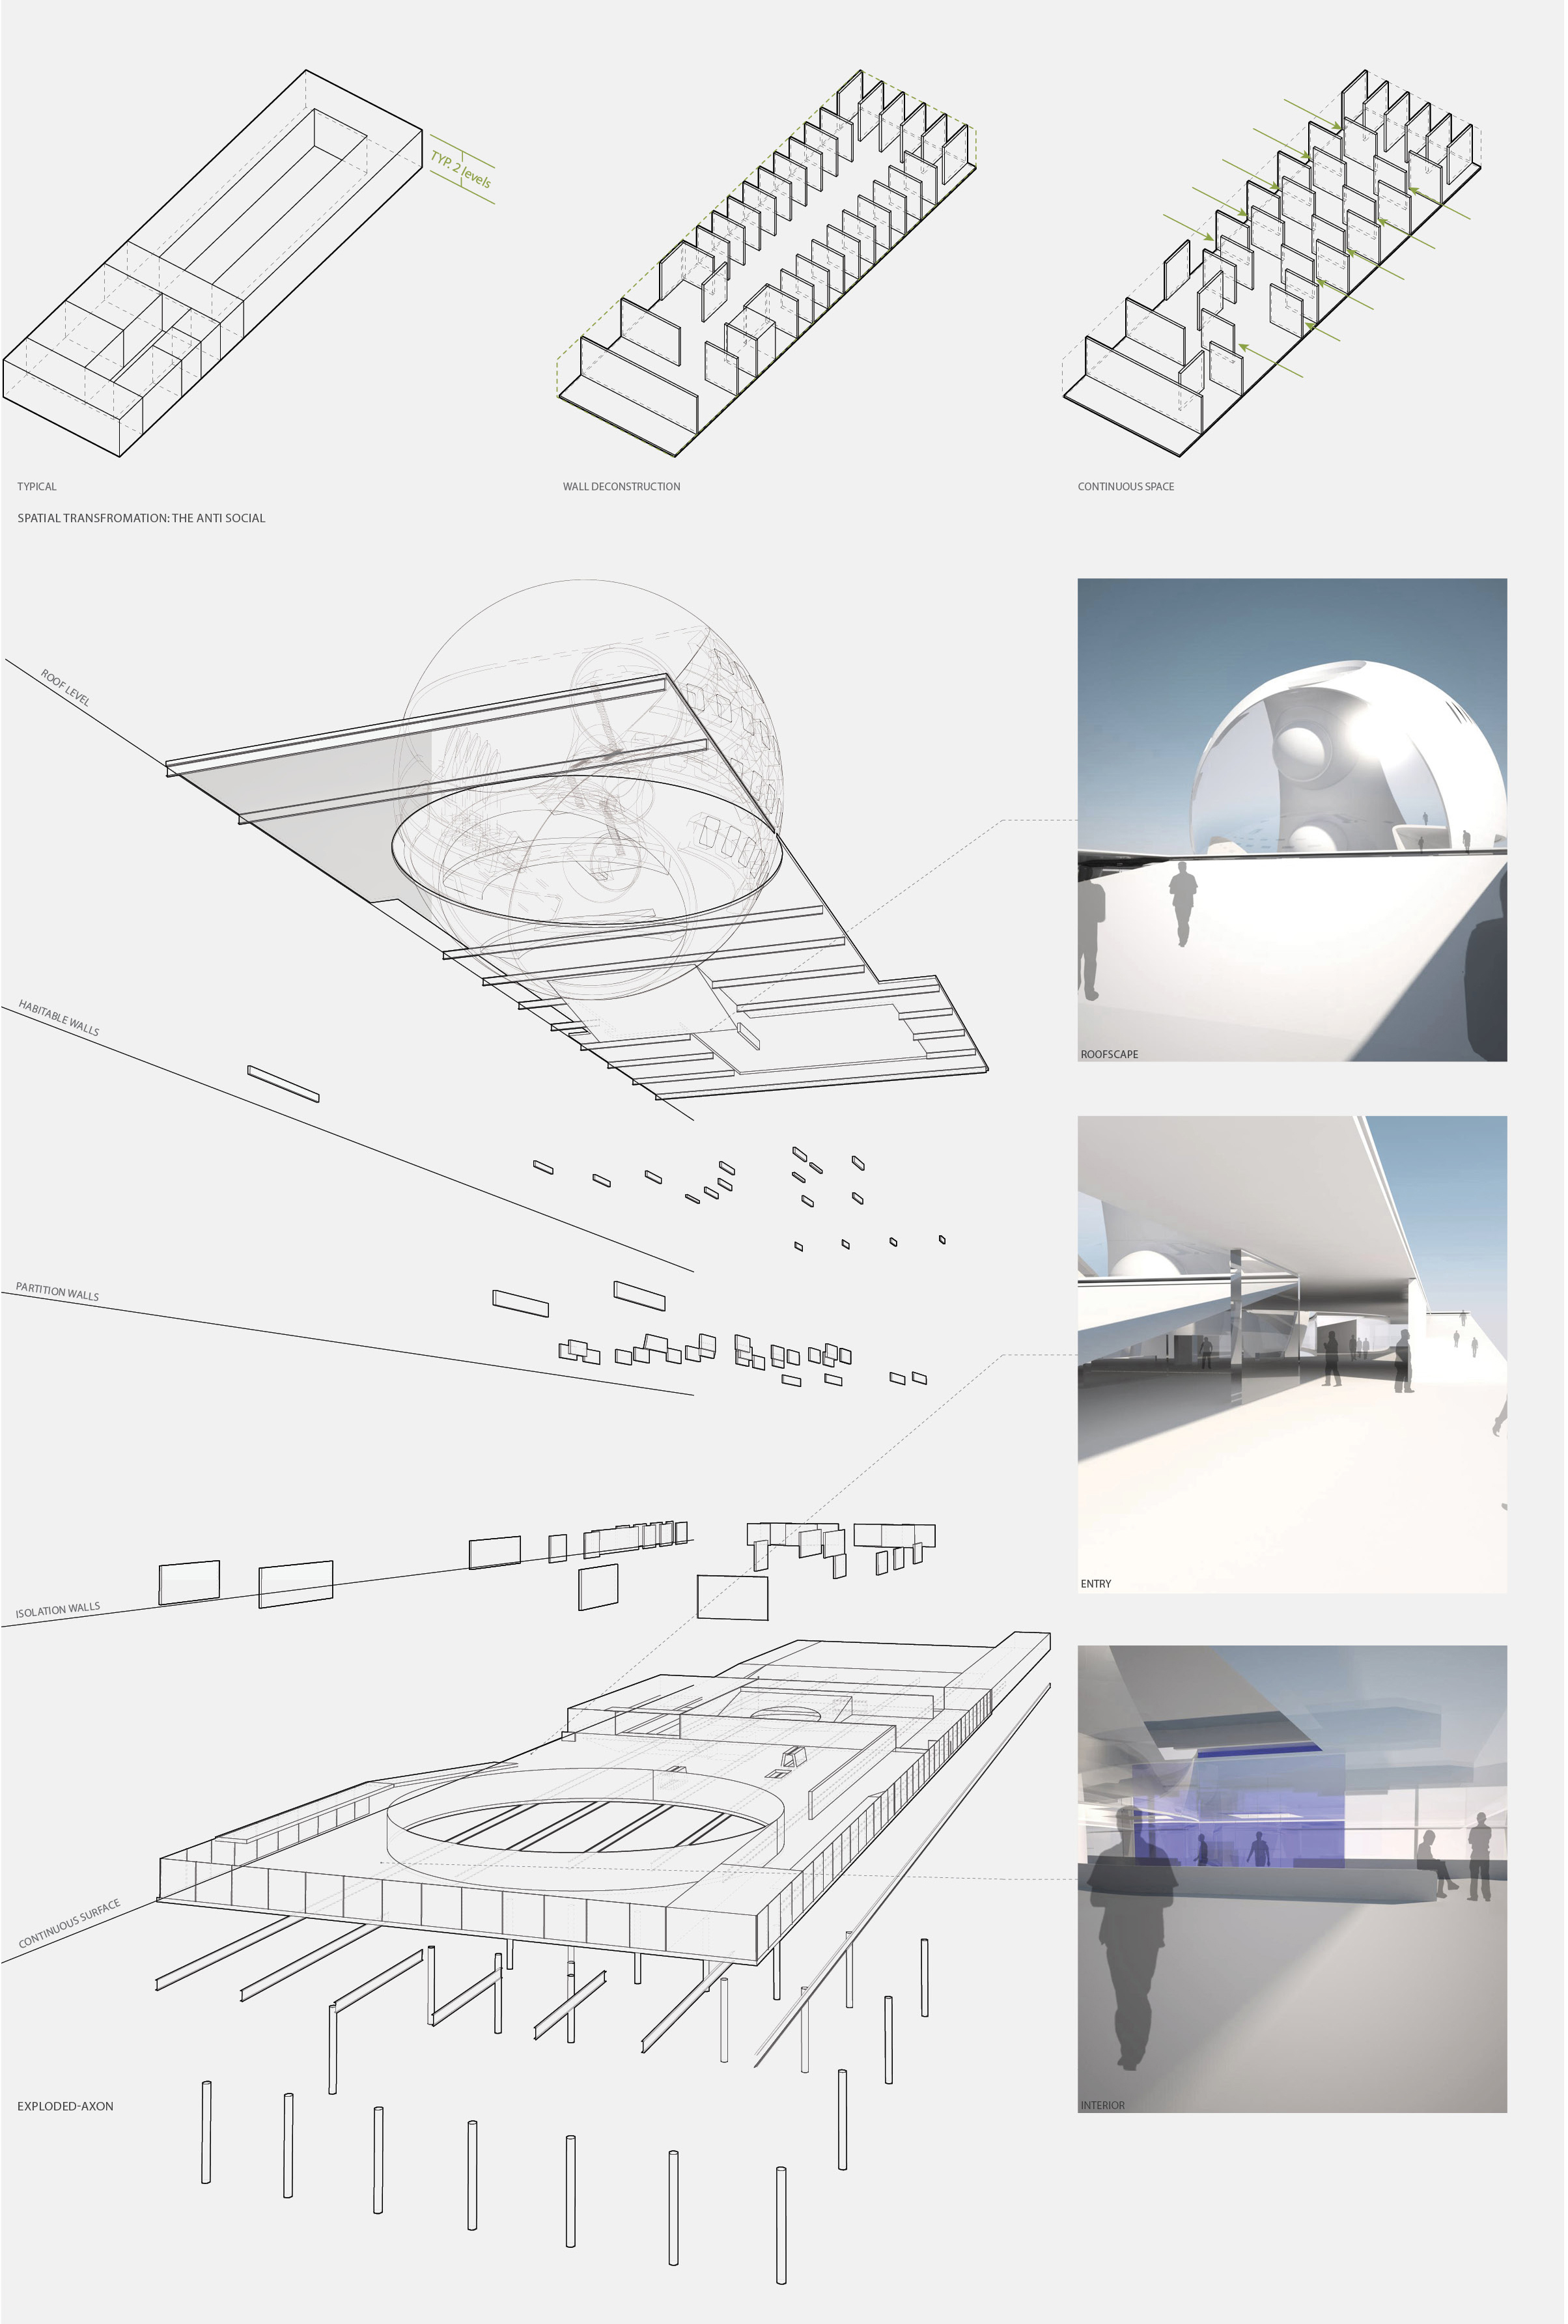 TYP. 2 levels
TYPICAL
WALL DECONSTRUCTION
CONTINUOUS SPACE
SPATIAL TRANSFROMATION: THE ANTI SOCIAL
ROOF LEVEL
HABITABLE WALLS
ROOFSCAPE
PARTITION WALLS
ENTRY
ISOLATION WALLS
CONTINUOUS SURFACE
EXPLODED-AXON
INTERIOR